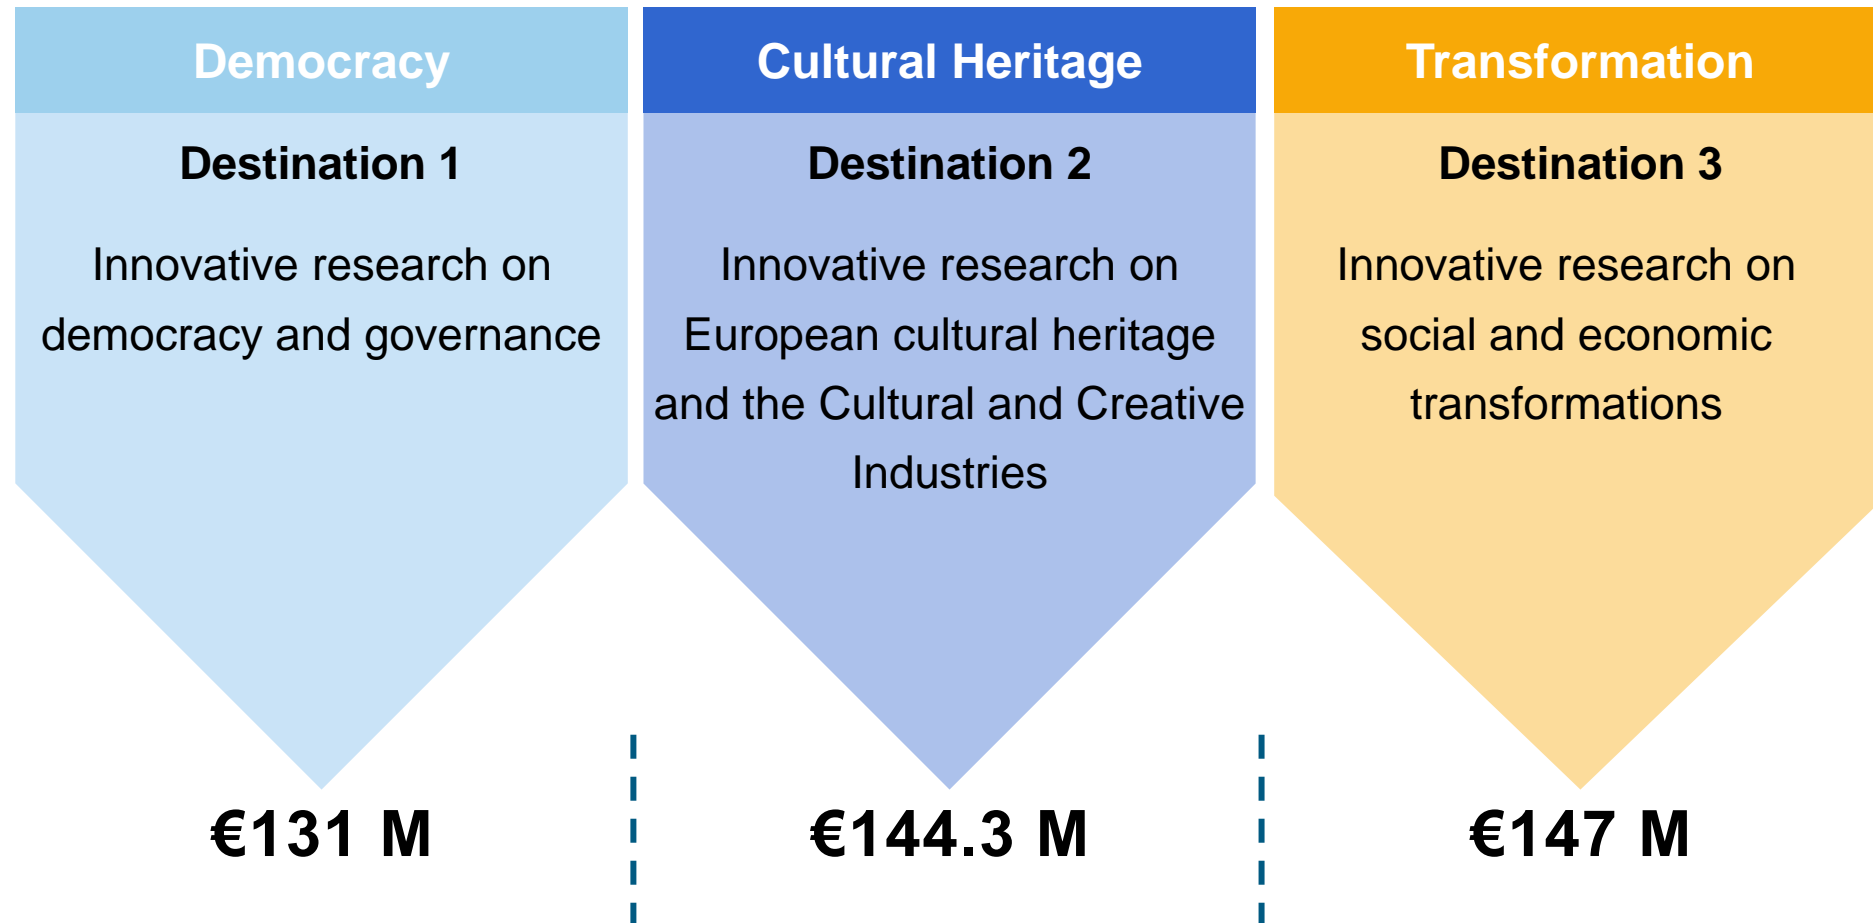 Democracy
Destination 1
Innovative research on
democracy and governance
€131 M
Cultural Heritage
Destination 2
Innovative research on
European cultural heritage
and the Cultural and Creative
Industries
€144.3 M
Transformation
Destination 3
Innovative research on
social and economic
transformations
€147 M